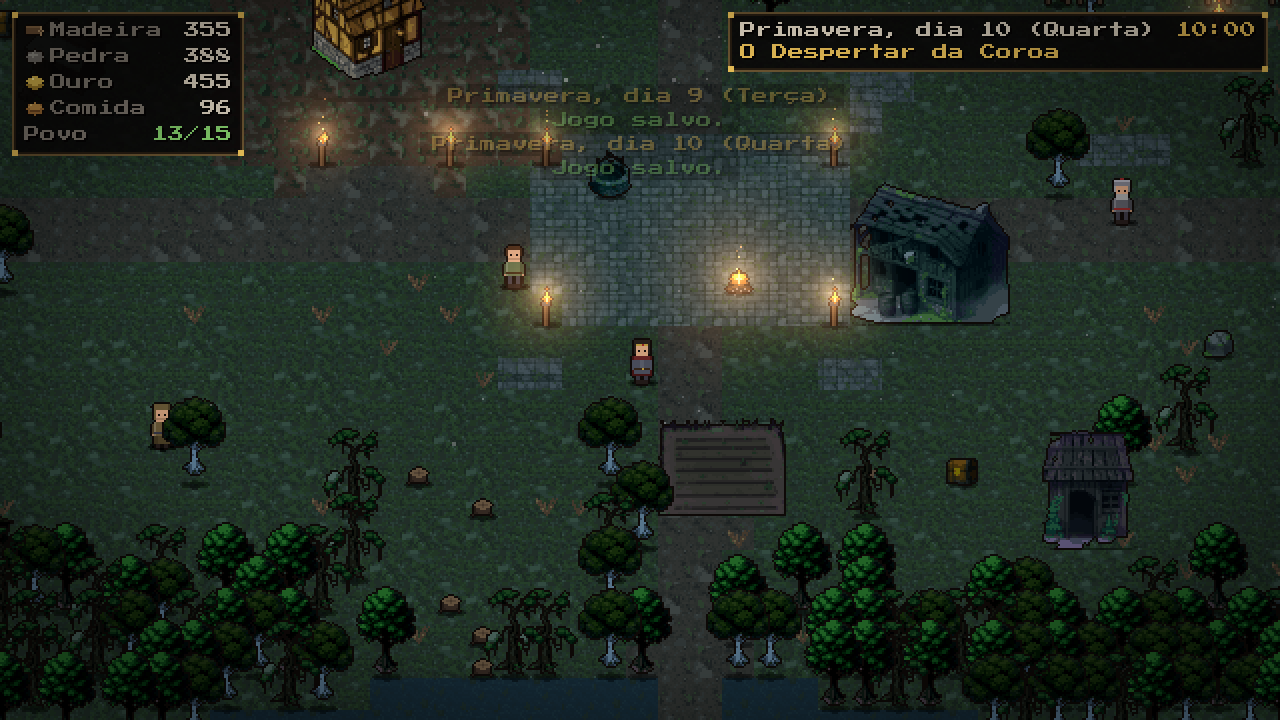 Madeira 355
Pedra 388
Ouro 455
Comida 96
Povo 13/15
Primavera, dia 10 (Quarta) 10:00
O Despertar da Coroa
Primavera, dia 9 (Terça)
Jogo salvo.
Primavera, dia 10 (Quarta)
Jogo salvo.